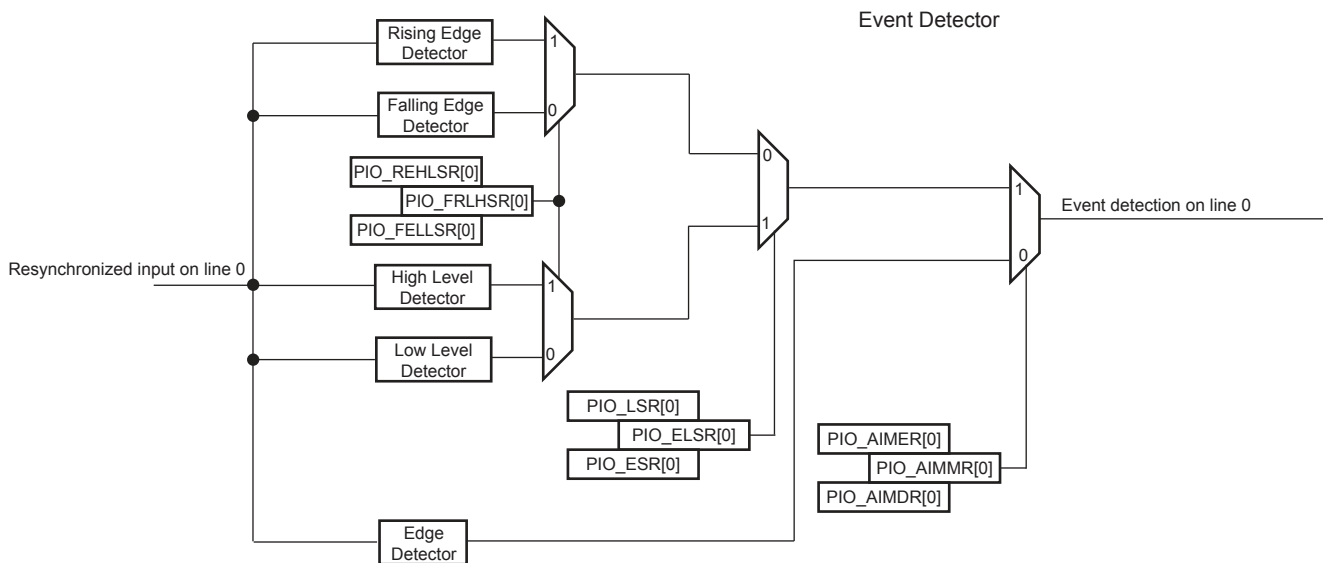 Event Detector
Rising Edge
Detector
1
Falling Edge
Detector
0
PIO_REHLSR[0]
PIO_FRLHSR[0]
PIO_FELLSR[0]
Resynchronized input on line 0
High Level
Detector
1
Low Level
Detector
0
0
1
PIO_LSR[0]
PIO_ELSR[0]
PIO_ESR[0]
1
0
Event detection on line 0
PIO_AIMER[0]
PIO_AIMMR[0]
PIO_AIMDR[0]
Edge
Detector